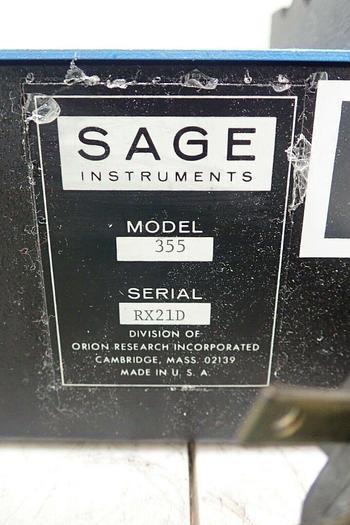 SAGE
INSTRUMENTS
MODEL
355
SERIAL
RX21D
DIVISION OF
ORION RESEARCH INCORPORATED
CAMBRIDGE, MASS. 02139
MADE IN U. S. A.